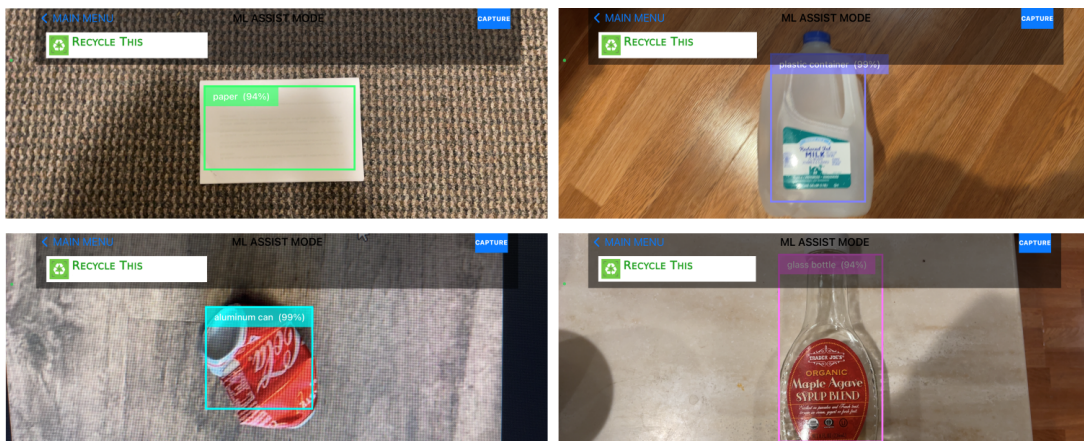 < MAIN MENU
ML ASSIST MODE
CAPTURE
RECYCLE THIS
paper (94%)
< MAIN MENU
ML ASSIST MODE
CAPTURE
RECYCLE THIS
plastic container (99%)
Reduced Fat
MILK
< MAIN MENU
ML ASSIST MODE
CAPTURE
RECYCLE THIS
aluminum can (99%)
Cola
< MAIN MENU
ML ASSIST MODE
CAPTURE
RECYCLE THIS
glass bottle (94%)
TRADER JOE'S
ORGANIC
Maple Agave
SYRUP BLEND